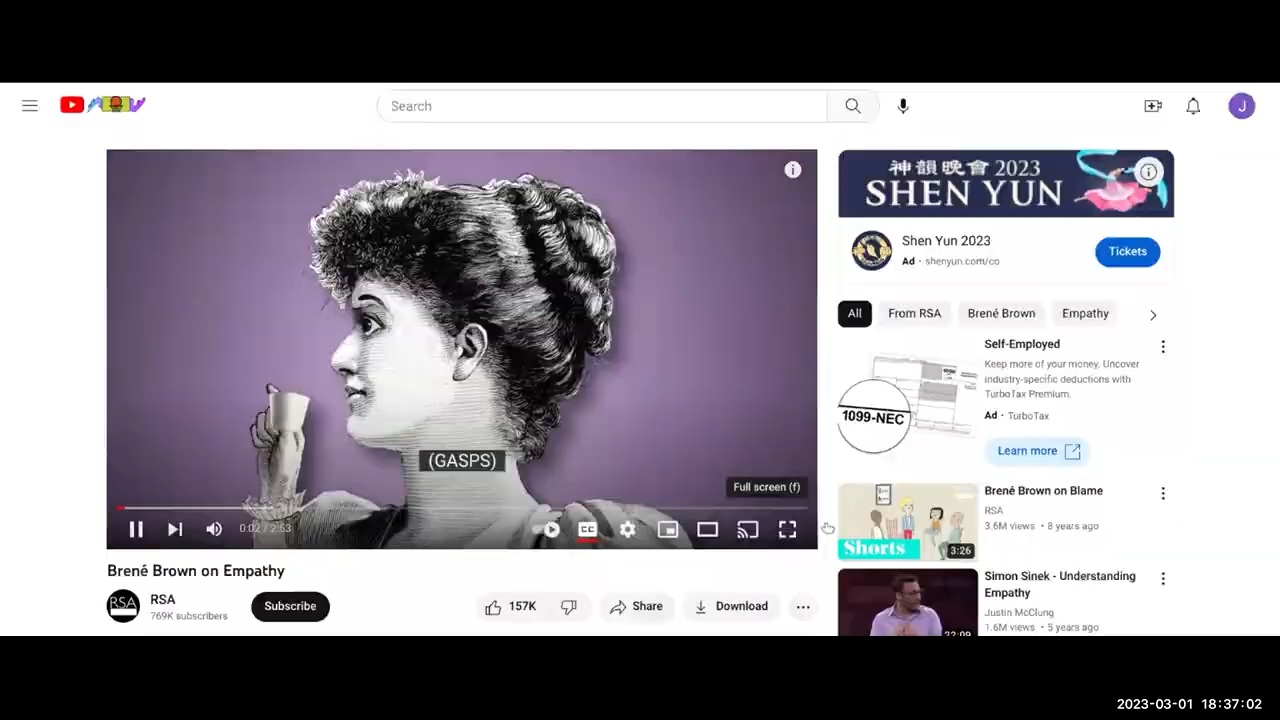 Search
J
(GASPS)
Full screen (f)
0:02 / 2:53
CC
Brené Brown on Empathy
RSA
RSA
769K subscribers
Subscribe
157K
Share
Download
神韻晚會 2023
SHEN YUN
Shen Yun 2023
Ad · shenyun.com/co
Tickets
All
From RSA
Brené Brown
Empathy
Self-Employed
Keep more of your money. Uncover
industry-specific deductions with
TurboTax Premium.
Ad · TurboTax
Learn more
1099-NEC
Brené Brown on Blame
RSA
3.6M views · 8 years ago
Shorts
3:26
Simon Sinek - Understanding
Empathy
Justin McClung
1.6M views · 5 years ago
22:09
2023-03-01 18:37:02